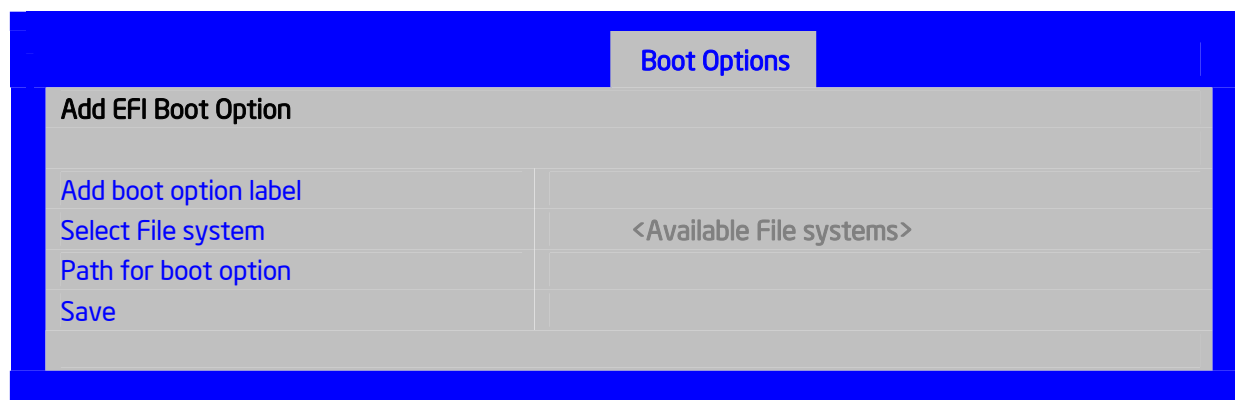 Boot Options
Add EFI Boot Option
Add boot option label
Select File system <Available File systems>
Path for boot option
Save